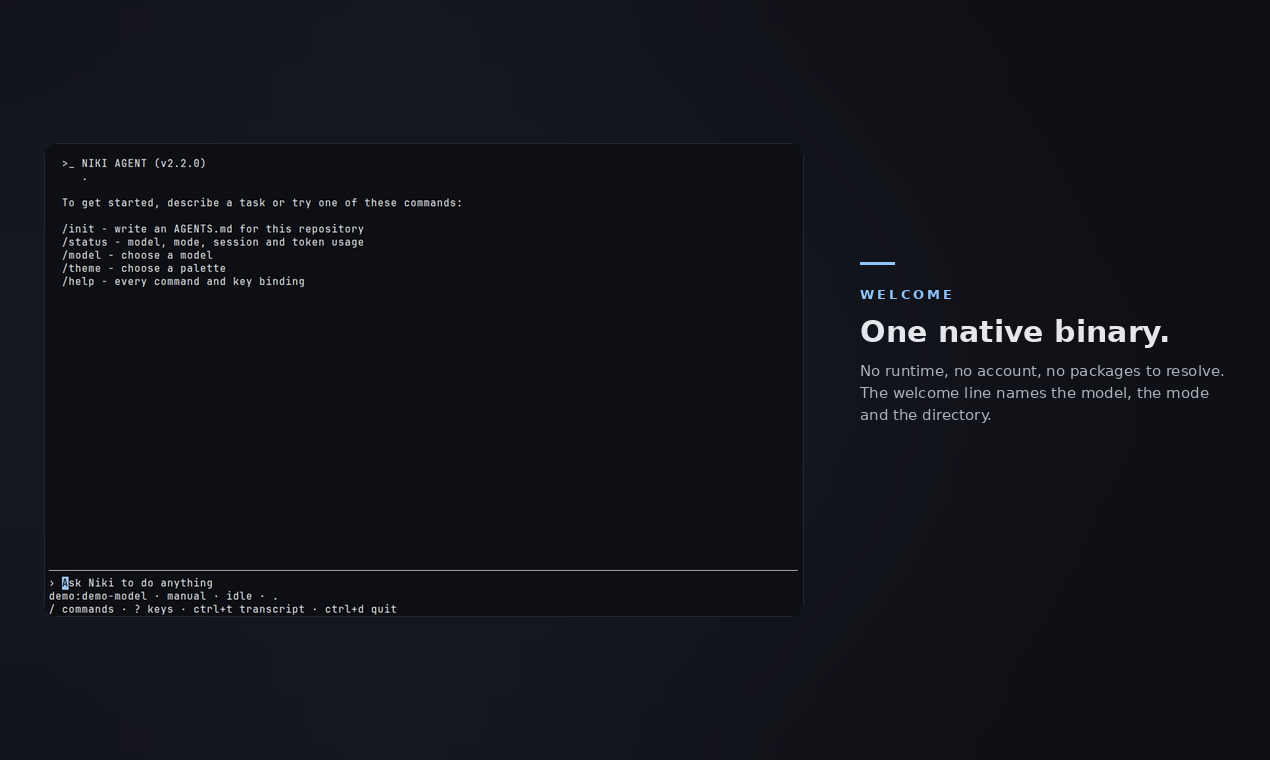 >_ NIKI AGENT (v2.2.0)
.
To get started, describe a task or try one of these commands:
/init - write an AGENTS.md for this repository
/status - model, mode, session and token usage
/model - choose a model
/theme - choose a palette
/help - every command and key binding
› Ask Niki to do anything
demo:demo-model · manual · idle · .
/ commands · ? keys · ctrl+t transcript · ctrl+d quit
WELCOME
One native binary.
No runtime, no account, no packages to resolve.
The welcome line names the model, the mode
and the directory.